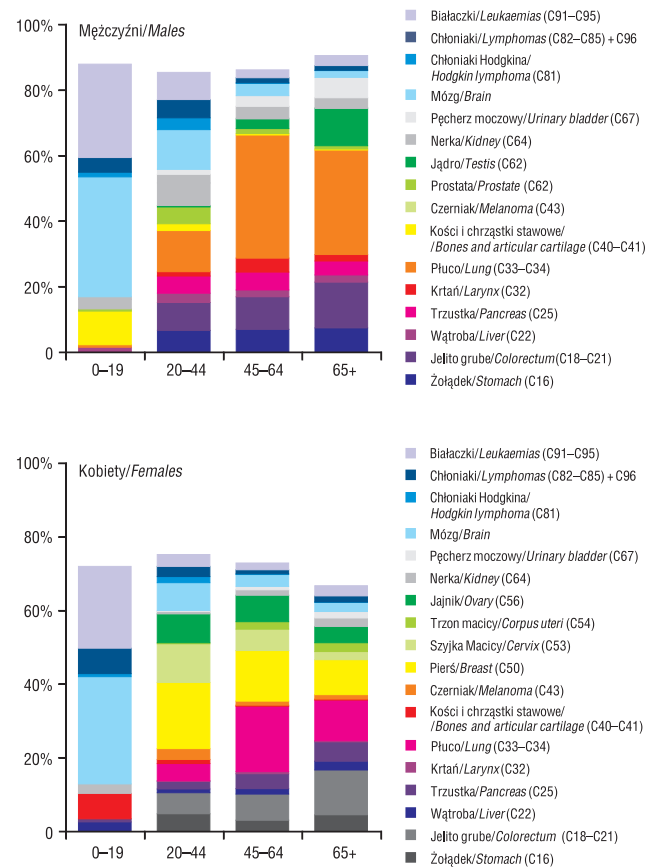 100%
80%
60%
40%
20%
0
Mężczyźni/Males
0–19
20–44
45–64
65+
Białaczki/Leukaemias (C91–C95)
Chłoniaki/Lymphomas (C82–C85) + C96
Chłoniaki Hodgkina/
Hodgkin lymphoma (C81)
Mózg/Brain
Pęcherz moczowy/Urinary bladder (C67)
Nerka/Kidney (C64)
Jądro/Testis (C62)
Prostata/Prostate (C62)
Czerniak/Melanoma (C43)
Kości i chrząstki stawowe/
/Bones and articular cartilage (C40–C41)
Płuco/Lung (C33–C34)
Krtań/Larynx (C32)
Trzustka/Pancreas (C25)
Wątroba/Liver (C22)
Jelito grube/Colorectum (C18–C21)
Żołądek/Stomach (C16)
100%
80%
60%
40%
20%
0
Kobiety/Females
0–19
20–44
45–64
65+
Białaczki/Leukaemias (C91–C95)
Chłoniaki/Lymphomas (C82–C85) + C96
Chłoniaki Hodgkina/
Hodgkin lymphoma (C81)
Mózg/Brain
Pęcherz moczowy/Urinary bladder (C67)
Nerka/Kidney (C64)
Jajnik/Ovary (C56)
Trzon macicy/Corpus uteri (C54)
Szyjka Macicy/Cervix (C53)
Pierś/Breast (C50)
Czerniak/Melanoma (C43)
Kości i chrząstki stawowe/
/Bones and articular cartilage (C40–C41)
Płuco/Lung (C33–C34)
Krtań/Larynx (C32)
Trzustka/Pancreas (C25)
Wątroba/Liver (C22)
Jelito grube/Colorectum (C18–C21)
Żołądek/Stomach (C16)